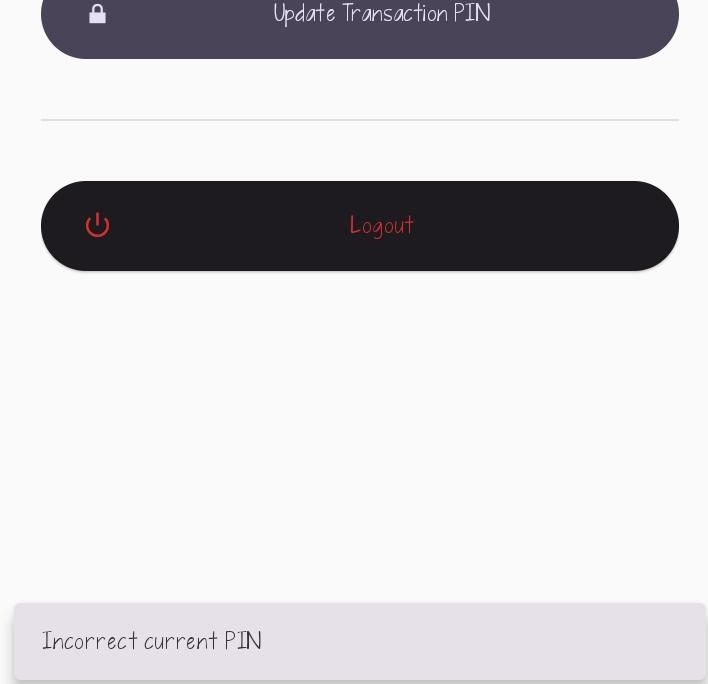 Update Transaction PIN
Logout
Incorrect current PIN